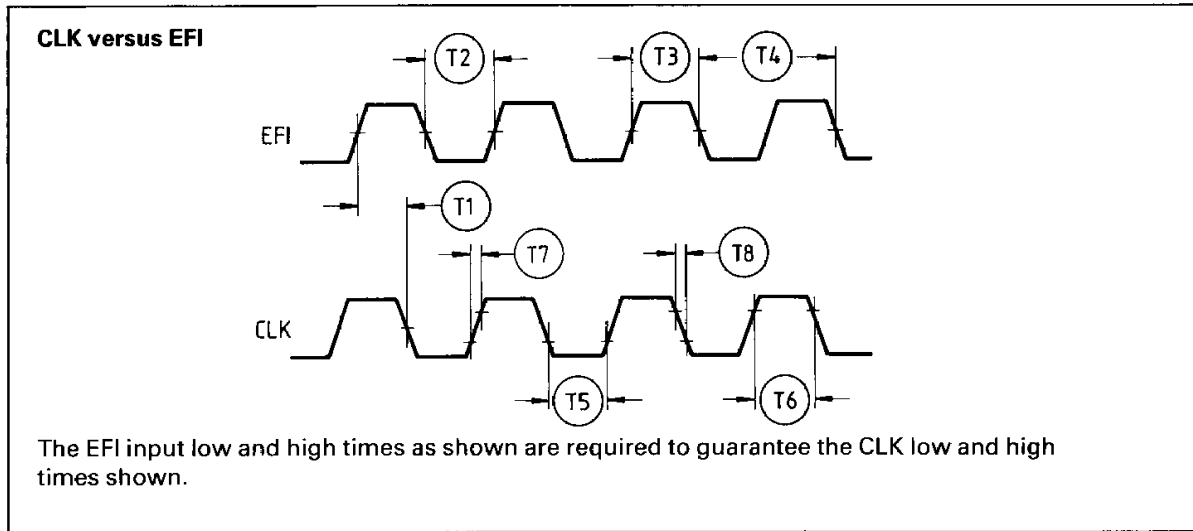 CLK versus EFI
T2
T3
T4
EFI
T1
T7
T8
CLK
T5
T6
The EFI input low and high times as shown are required to guarantee the CLK low and high
times shown.